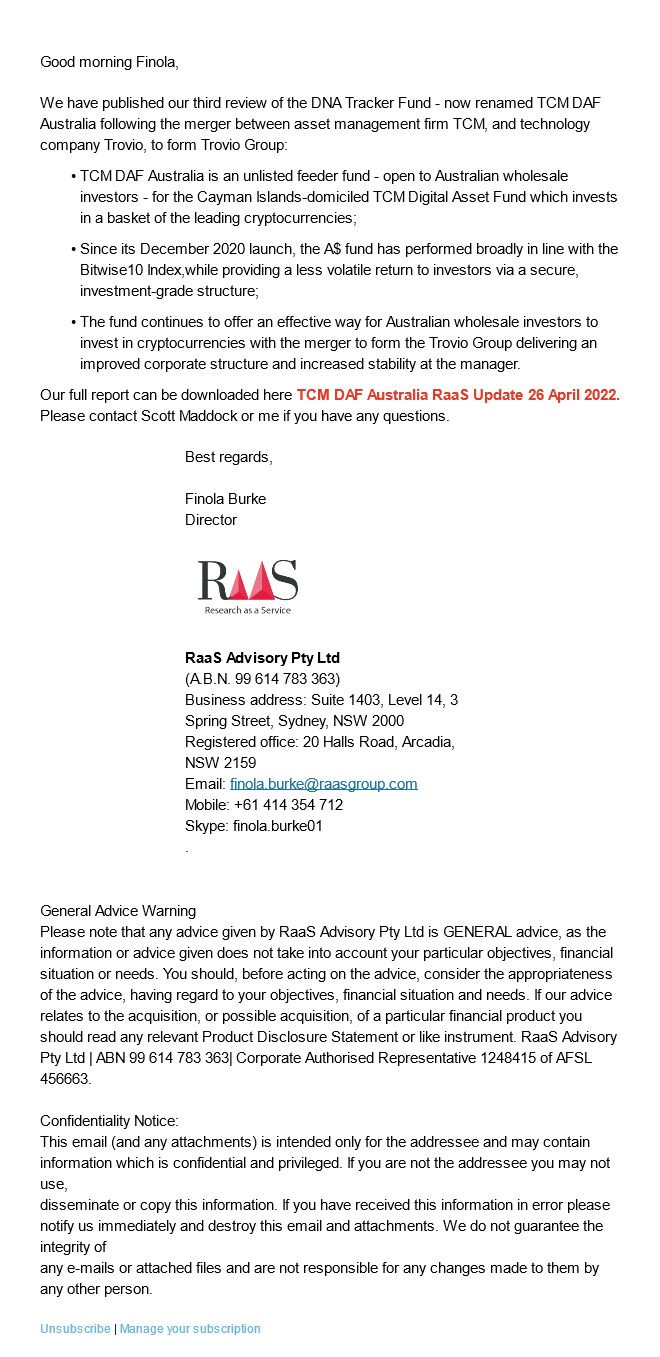 Good morning Finola,
We have published our third review of the DNA Tracker Fund - now renamed TCM DAF
Australia following the merger between asset management firm TCM, and technology
company Trovio, to form Trovio Group:
• TCM DAF Australia is an unlisted feeder fund - open to Australian wholesale
investors - for the Cayman Islands-domiciled TCM Digital Asset Fund which invests
in a basket of the leading cryptocurrencies;
• Since its December 2020 launch, the A$ fund has performed broadly in line with the
Bitwise10 Index,while providing a less volatile return to investors via a secure,
investment-grade structure;
• The fund continues to offer an effective way for Australian wholesale investors to
invest in cryptocurrencies with the merger to form the Trovio Group delivering an
improved corporate structure and increased stability at the manager.
Our full report can be downloaded here TCM DAF Australia RaaS Update 26 April 2022.
Please contact Scott Maddock or me if you have any questions.
Best regards,
Finola Burke
Director
RAAS
Research as a Service
RaaS Advisory Pty Ltd
(A.B.N. 99 614 783 363)
Business address: Suite 1403, Level 14, 3
Spring Street, Sydney, NSW 2000
Registered office: 20 Halls Road, Arcadia,
NSW 2159
Email: finola.burke@raasgroup.com
Mobile: +61 414 354 712
Skype: finola.burke01
.
General Advice Warning
Please note that any advice given by RaaS Advisory Pty Ltd is GENERAL advice, as the
information or advice given does not take into account your particular objectives, financial
situation or needs. You should, before acting on the advice, consider the appropriateness
of the advice, having regard to your objectives, financial situation and needs. If our advice
relates to the acquisition, or possible acquisition, of a particular financial product you
should read any relevant Product Disclosure Statement or like instrument. RaaS Advisory
Pty Ltd | ABN 99 614 783 363| Corporate Authorised Representative 1248415 of AFSL
456663.
Confidentiality Notice:
This email (and any attachments) is intended only for the addressee and may contain
information which is confidential and privileged. If you are not the addressee you may not
use,
disseminate or copy this information. If you have received this information in error please
notify us immediately and destroy this email and attachments. We do not guarantee the
integrity of
any e-mails or attached files and are not responsible for any changes made to them by
any other person.
Unsubscribe | Manage your subscription